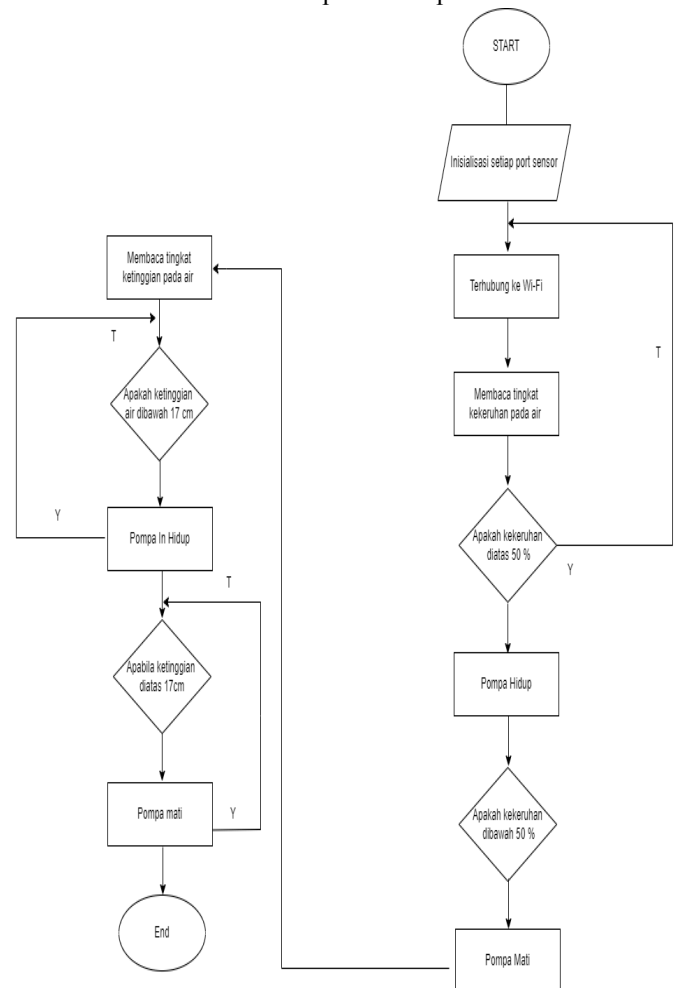 START
Inisialisasi setiap port sensor
Terhubung ke Wi-Fi
T
Membaca tingkat
kekeruhan pada air
Apakah kekeruhan
diatas 50 %
Y
Pompa Hidup
Apakah kekeruhan
dibawah 50 %
Pompa Mati
Membaca tingkat
ketinggian pada air
T
Apakah ketinggian
air dibawah 17 cm
Y
Pompa In Hidup
T
Apabila ketinggian
diatas 17cm
Pompa mati
Y
End